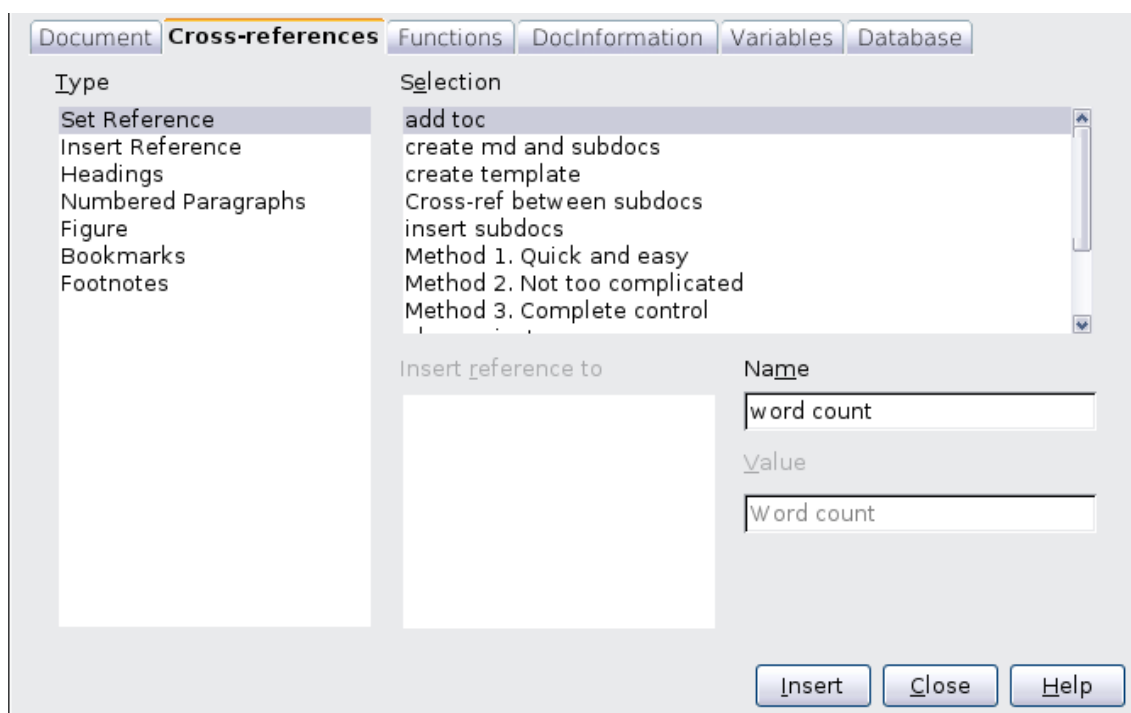 Document Cross-references Functions DocInformation Variables Database
Type
Set Reference
Insert Reference
Headings
Numbered Paragraphs
Figure
Bookmarks
Footnotes
Selection
add toc
create md and subdocs
create template
Cross-ref between subdocs
insert subdocs
Method 1. Quick and easy
Method 2. Not too complicated
Method 3. Complete control
Insert reference to
Name
word count
Value
Word count
Insert Close Help